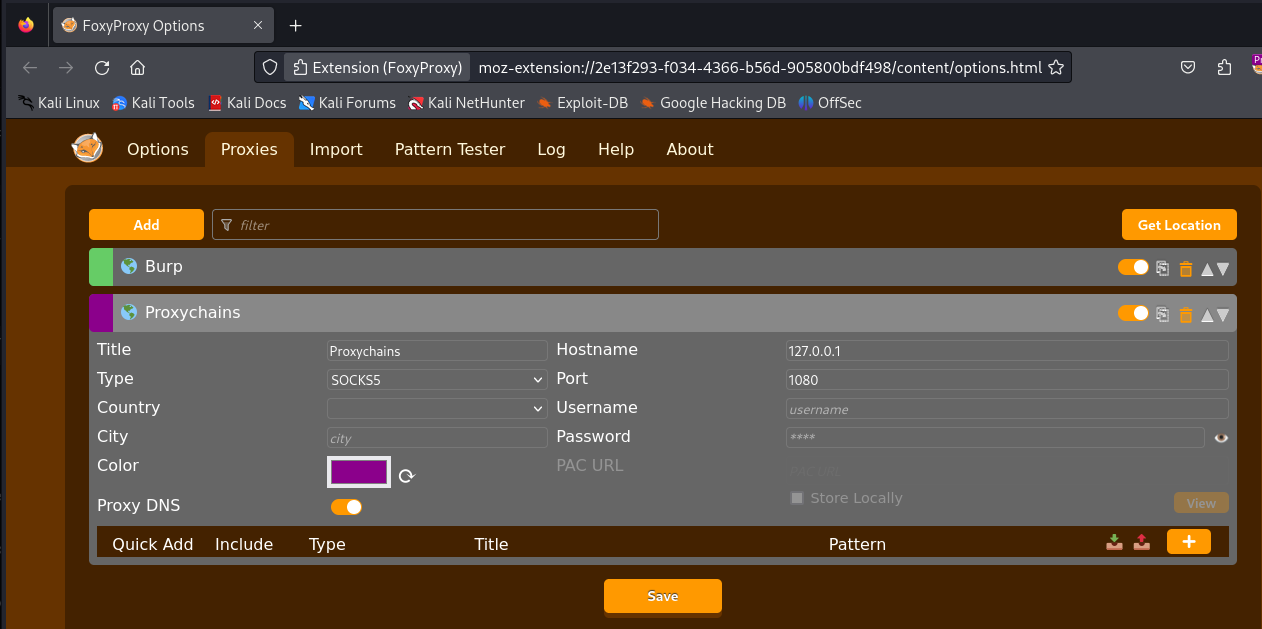 FoxyProxy Options
Extension (FoxyProxy) moz-extension://2e13f293-f034-4366-b56d-905800bdf498/content/options.html
Kali Linux Kali Tools Kali Docs Kali Forums Kali NetHunter Exploit-DB Google Hacking DB OffSec
Options Proxies Import Pattern Tester Log Help About
Add filter Get Location
Burp
Proxychains
Title Proxychains Hostname 127.0.0.1
Type SOCKS5 Port 1080
Country Username username
City city Password ****
Color PAC URL
PAC URL
Store Locally
Proxy DNS View
Quick Add Include Type Title Pattern
Save